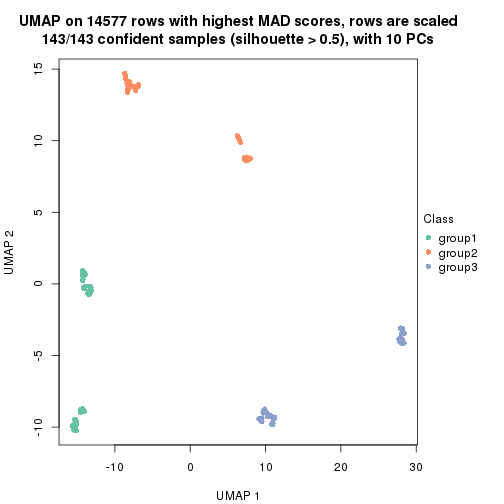 UMAP on 14577 rows with highest MAD scores, rows are scaled
143/143 confident samples (silhouette > 0.5), with 10 PCs
15
10
5
0
-5
-10
UMAP 2
-10
0
10
20
30
UMAP 1
Class
group1
group2
group3